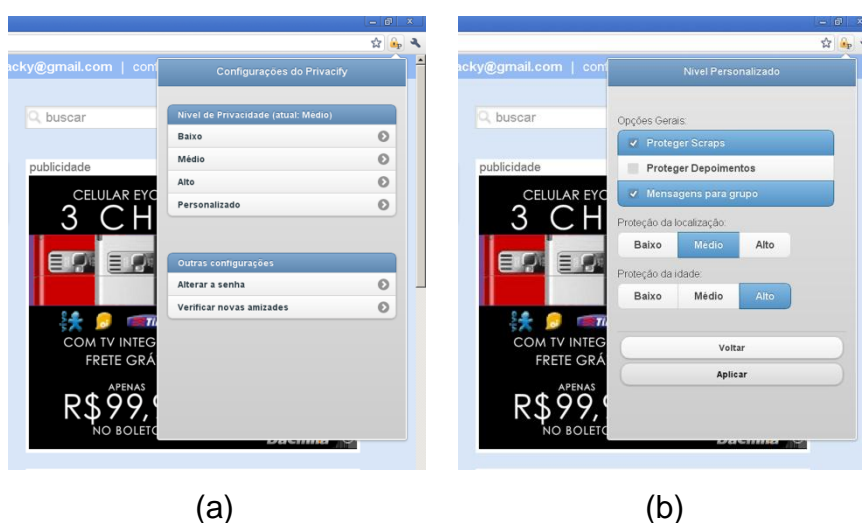 acky@gmail.com | conf
Configurações do Privacify
buscar
Nível de Privacidade (atual: Médio)
Baixo
Médio
Alto
Personalizado
Outras configurações
Alterar a senha
Verificar novas amizades
publicidade
CELULAR EYC
3 CH
COM TV INTEG
FRETE GRÁ
APENAS
R$99,
NO BOLETO
(a)
acky@gmail.com | conf
Nível Personalizado
buscar
Opções Gerais:
Proteger Scraps
Proteger Depoimentos
Mensagens para grupo
Proteção da localização:
Baixo Médio Alto
Proteção da idade:
Baixo Médio Alto
Voltar
Aplicar
publicidade
CELULAR EYC
3 CH
COM TV INTEG
FRETE GRÁ
APENAS
R$99,
NO BOLETO
(b)